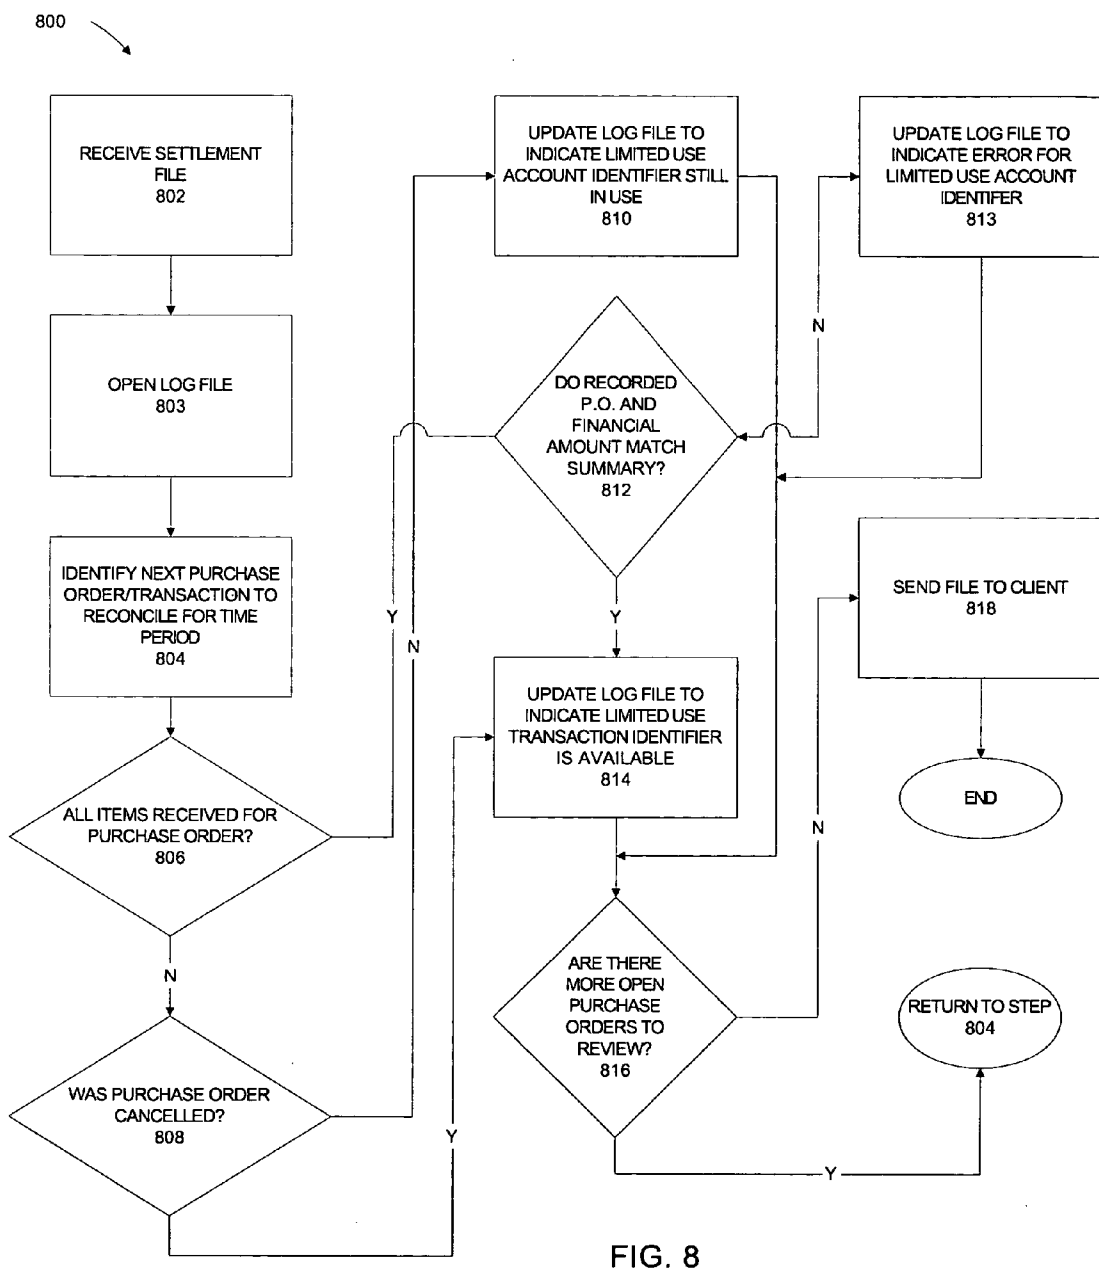 800
RECEIVE SETTLEMENT
FILE
802
OPEN LOG FILE
803
IDENTIFY NEXT PURCHASE
ORDER/TRANSACTION TO
RECONCILE FOR TIME
PERIOD
804
ALL ITEMS RECEIVED FOR
PURCHASE ORDER?
806
N
WAS PURCHASE ORDER
CANCELLED?
808
Y
N
Y
UPDATE LOG FILE TO
INDICATE LIMITED USE
ACCOUNT IDENTIFIER STILL
IN USE
810
DO RECORDED
P.O. AND
FINANCIAL
AMOUNT MATCH
SUMMARY?
812
Y
UPDATE LOG FILE TO
INDICATE LIMITED USE
TRANSACTION IDENTIFIER
IS AVAILABLE
814
ARE THERE
MORE OPEN
PURCHASE
ORDERS TO
REVIEW?
816
Y
N
N
UPDATE LOG FILE TO
INDICATE ERROR FOR
LIMITED USE ACCOUNT
IDENTIFER
813
SEND FILE TO CLIENT
818
END
RETURN TO STEP
804
FIG. 8